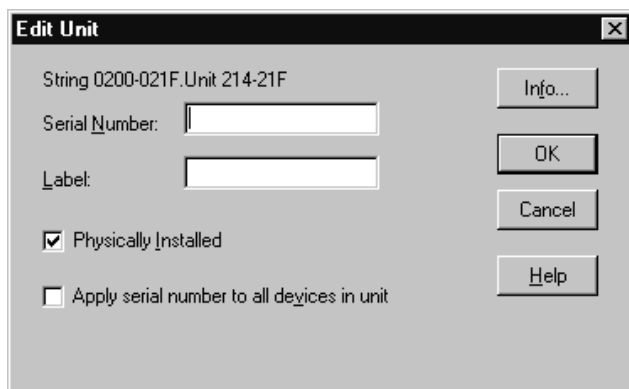 Edit Unit
String 0200-021F.Unit 214-21F
Serial Number:
Label:
Physically Installed
Apply serial number to all devices in unit
Info...
OK
Cancel
Help